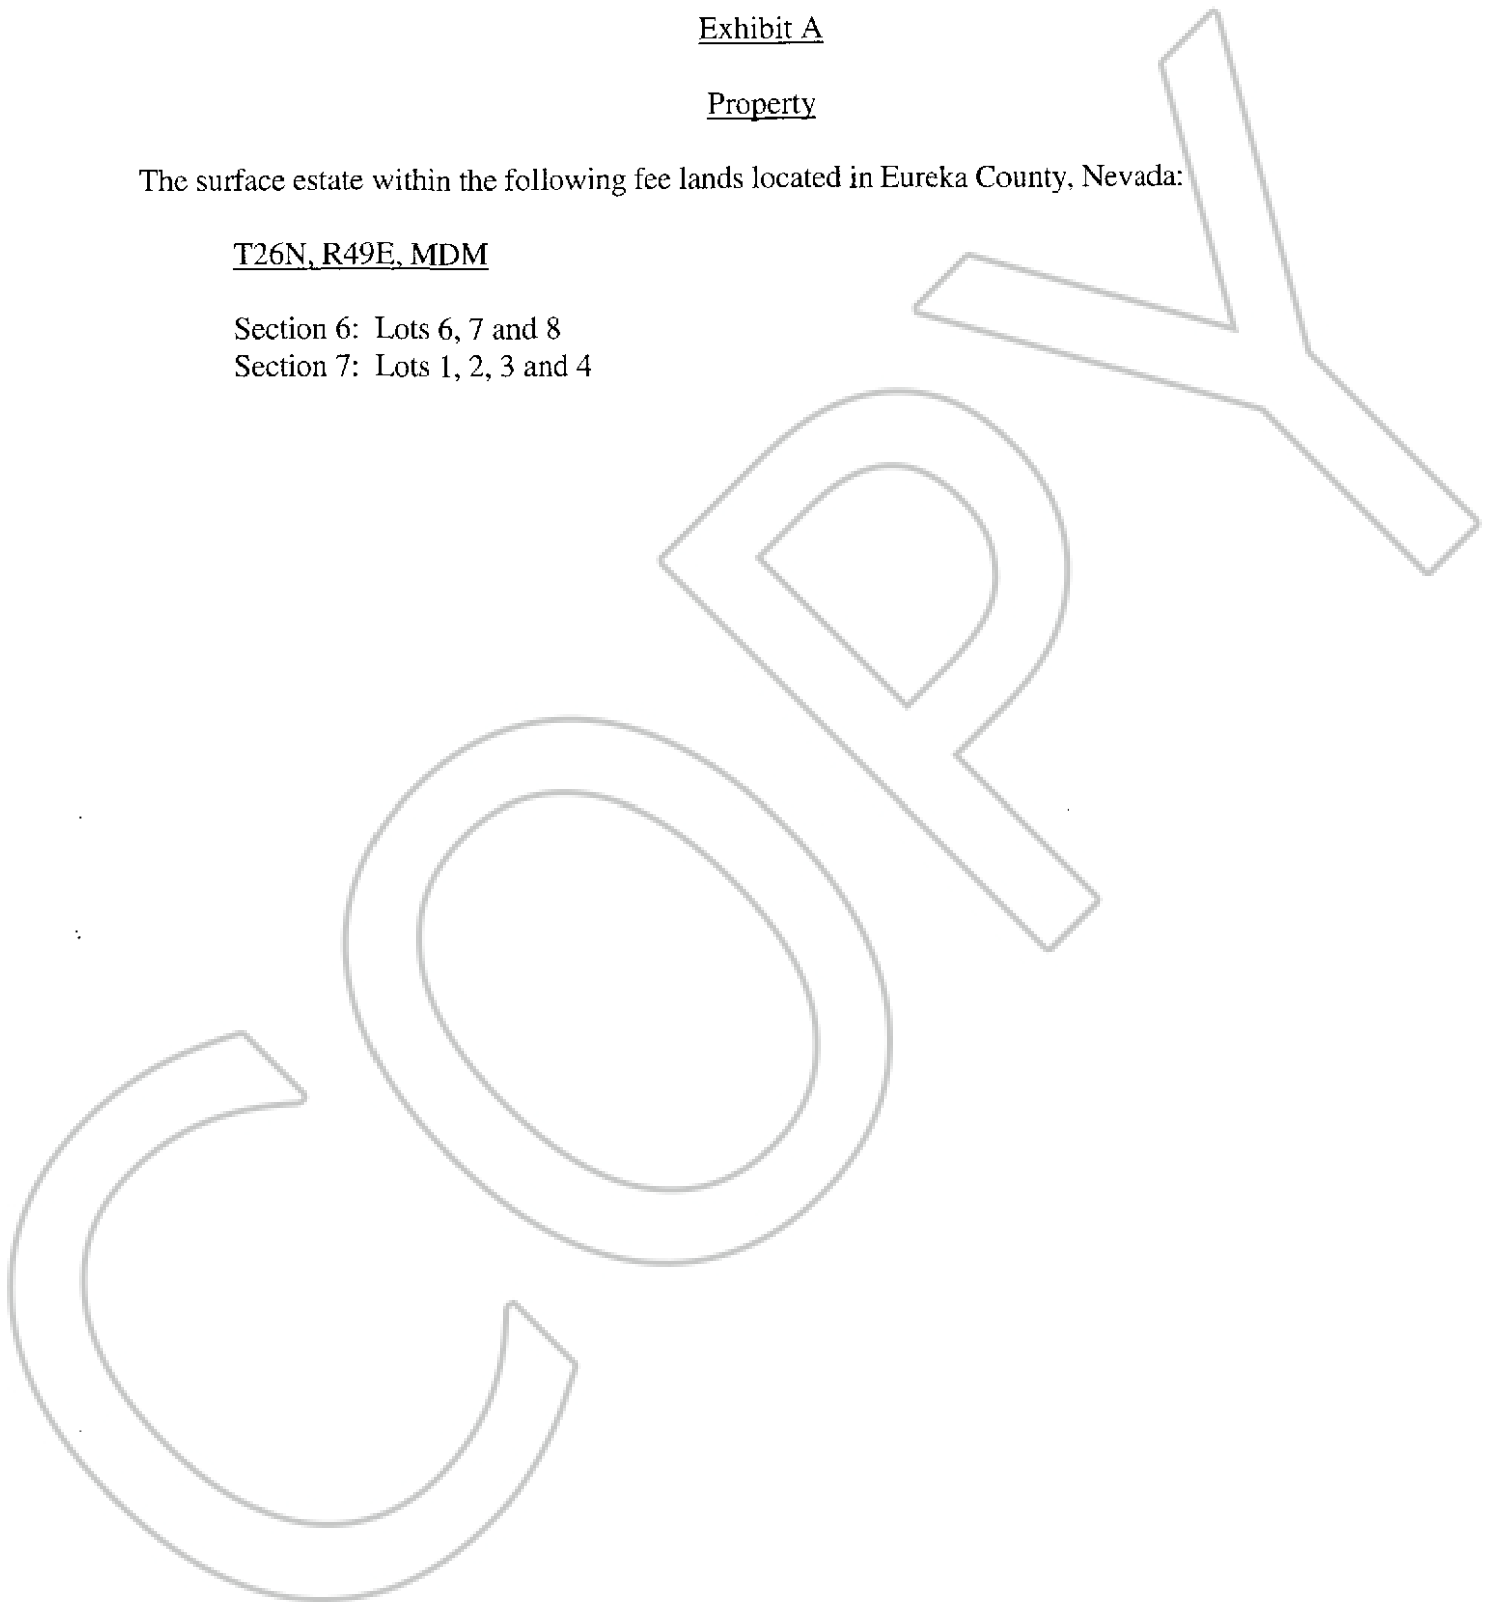 Exhibit A
Property
The surface estate within the following fee lands located in Eureka County, Nevada:
T26N, R49E, MDM
Section 6: Lots 6, 7 and 8
Section 7: Lots 1, 2, 3 and 4
COPY